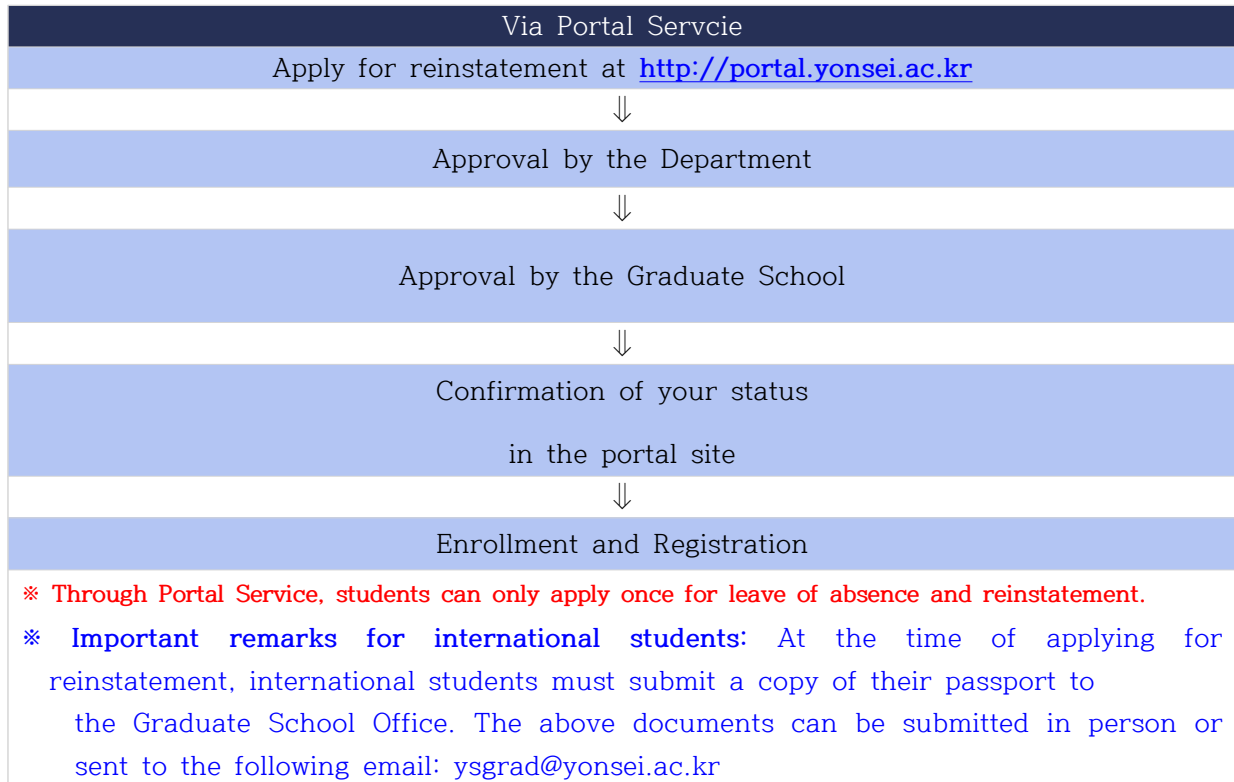 Via Portal Servcie
Apply for reinstatement at http://portal.yonsei.ac.kr
⇓
Approval by the Department
⇓
Approval by the Graduate School
⇓
Confirmation of your status
in the portal site
⇓
Enrollment and Registration
※ Through Portal Service, students can only apply once for leave of absence and reinstatement.
※ Important remarks for international students: At the time of applying for
reinstatement, international students must submit a copy of their passport to
the Graduate School Office. The above documents can be submitted in person or
sent to the following email: ysgrad@yonsei.ac.kr